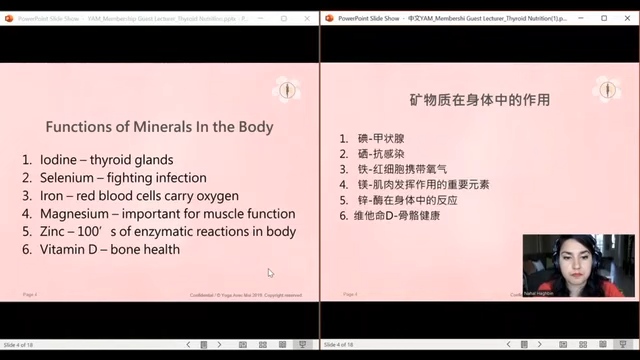 PowerPoint Slide Show - YAM_Membership Guest Lecturer_Thyroid Nutrition.pptx - P...
Functions of Minerals In the Body
1. Iodine – thyroid glands
2. Selenium – fighting infection
3. Iron – red blood cells carry oxygen
4. Magnesium – important for muscle function
5. Zinc – 100's of enzymatic reactions in body
6. Vitamin D – bone health
Page 4
Confidential | © Yoga Anan Mai 2019. Copyright reserved
Slide 4 of 18
PowerPoint Slide Show - 中文YAM_Membershi Guest Lecturer_Thyroid Nutrition(1).p...
矿物质在身体中的作用
1. 碘-甲状腺
2. 硒-抗感染
3. 铁-红细胞携带氧气
4. 镁-肌肉发挥作用的重要元素
5. 锌-酶在身体中的反应
6. 维他命D-骨骼健康
Slide 4 of 18